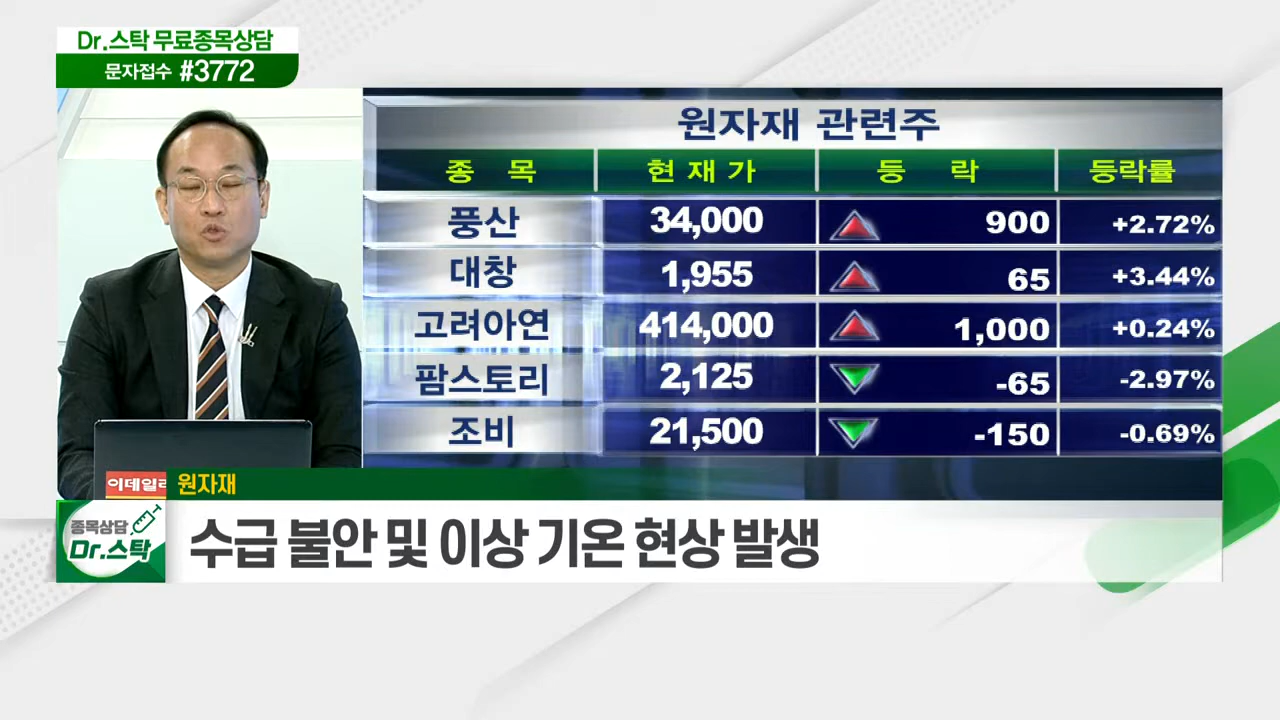 Dr.스탁 무료종목상담
문자접수 #3772
원자재 관련주
종 목 현재가 등 락 등락률
풍산 34,000 900 +2.72%
대창 1,955 65 +3.44%
고려아연 414,000 1,000 +0.24%
팜스토리 2,125 -65 -2.97%
조비 21,500 -150 -0.69%
이데일리 원자재
종목상담
Dr.스탁
수급 불안 및 이상 기온 현상 발생